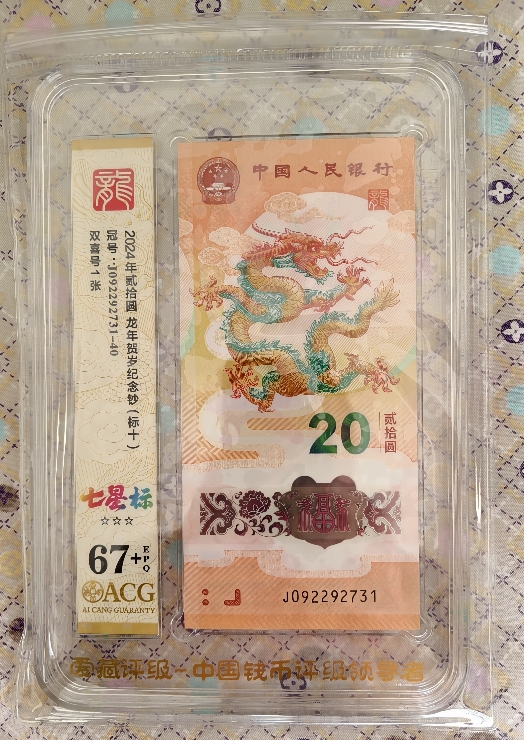 龍
2024年贰拾圆 龙年贺岁纪念钞(标十)
冠号:J092292731-40
双喜号1张
七星标
☆☆☆
67+EPQ
ACG
AI CANG GUARANTY
中国人民银行
龍
20
贰拾圆
J092292731
爱藏评级-中国钱币评级领导者